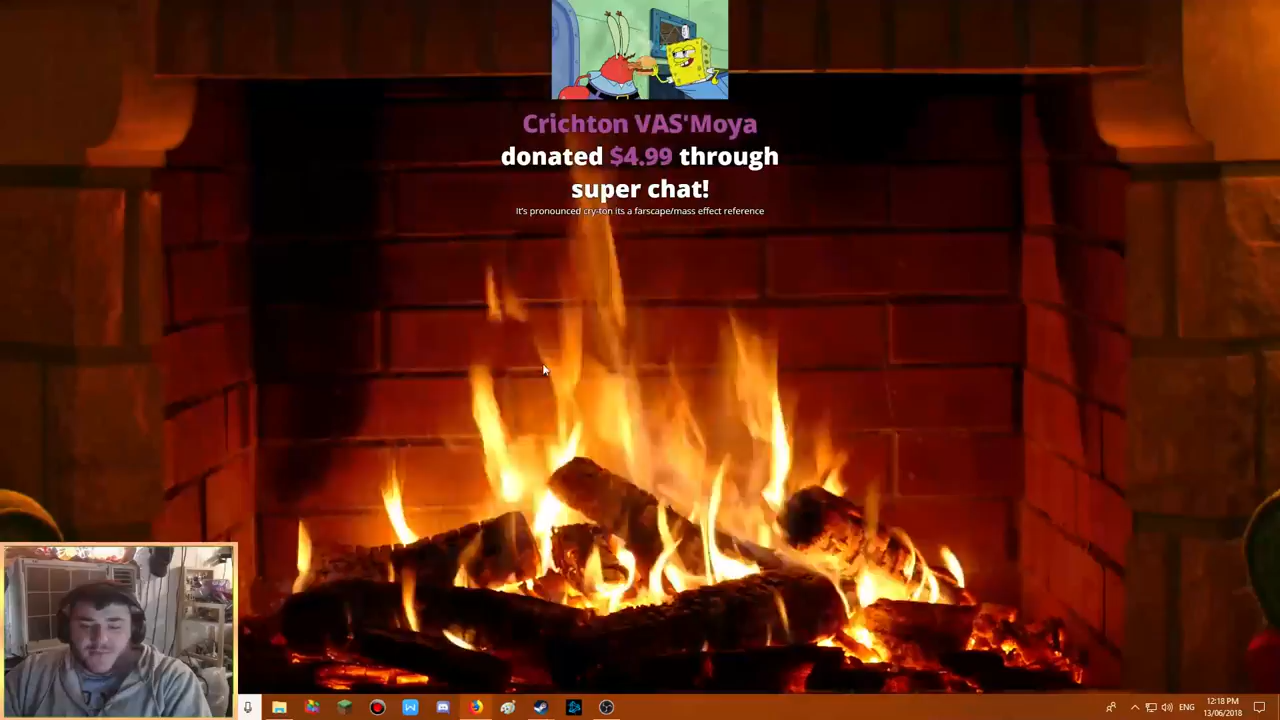 Crichton VAS'Moya
donated $4.99 through
super chat!
It's pronounced cry-ton its a farscape/mass effect reference
ENG
12:18 PM
13/06/2018